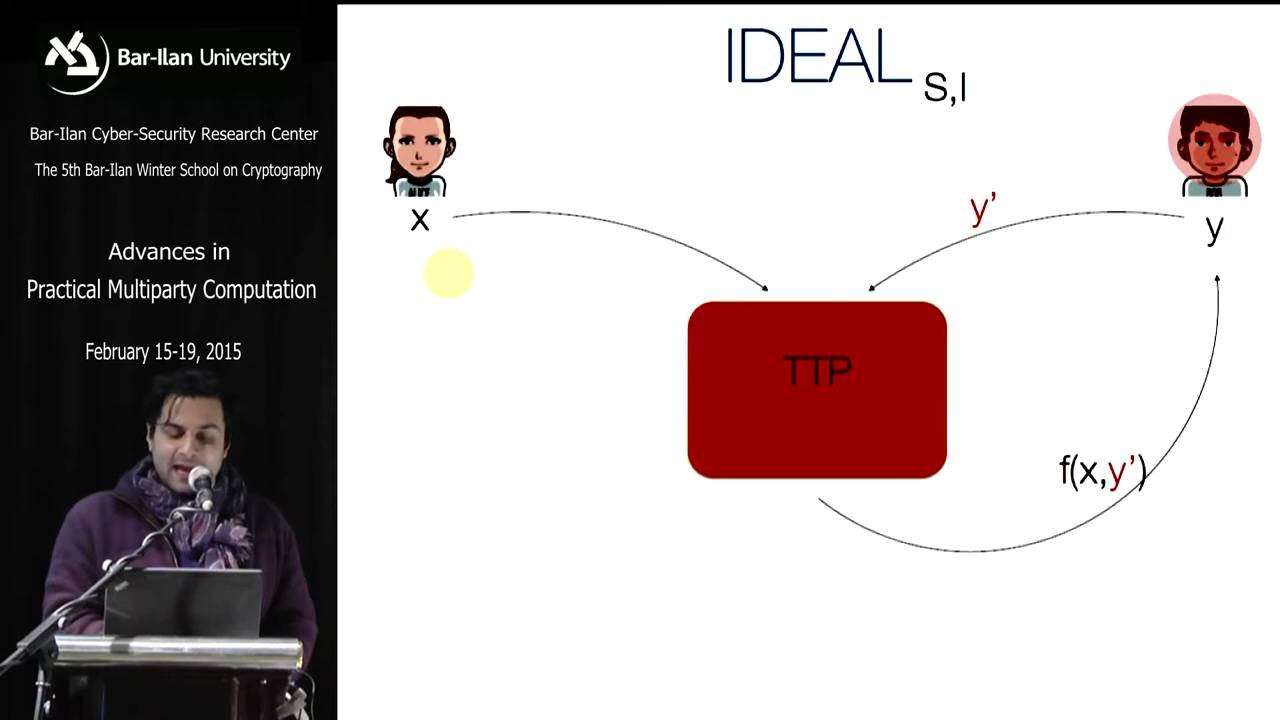 Bar-Ilan University
Bar-Ilan Cyber-Security Research Center
The 5th Bar-Ilan Winter School on Cryptography
Advances in
Practical Multiparty Computation
February 15-19, 2015
IDEAL S,I
x
y'
y
TTP
f(x,y')